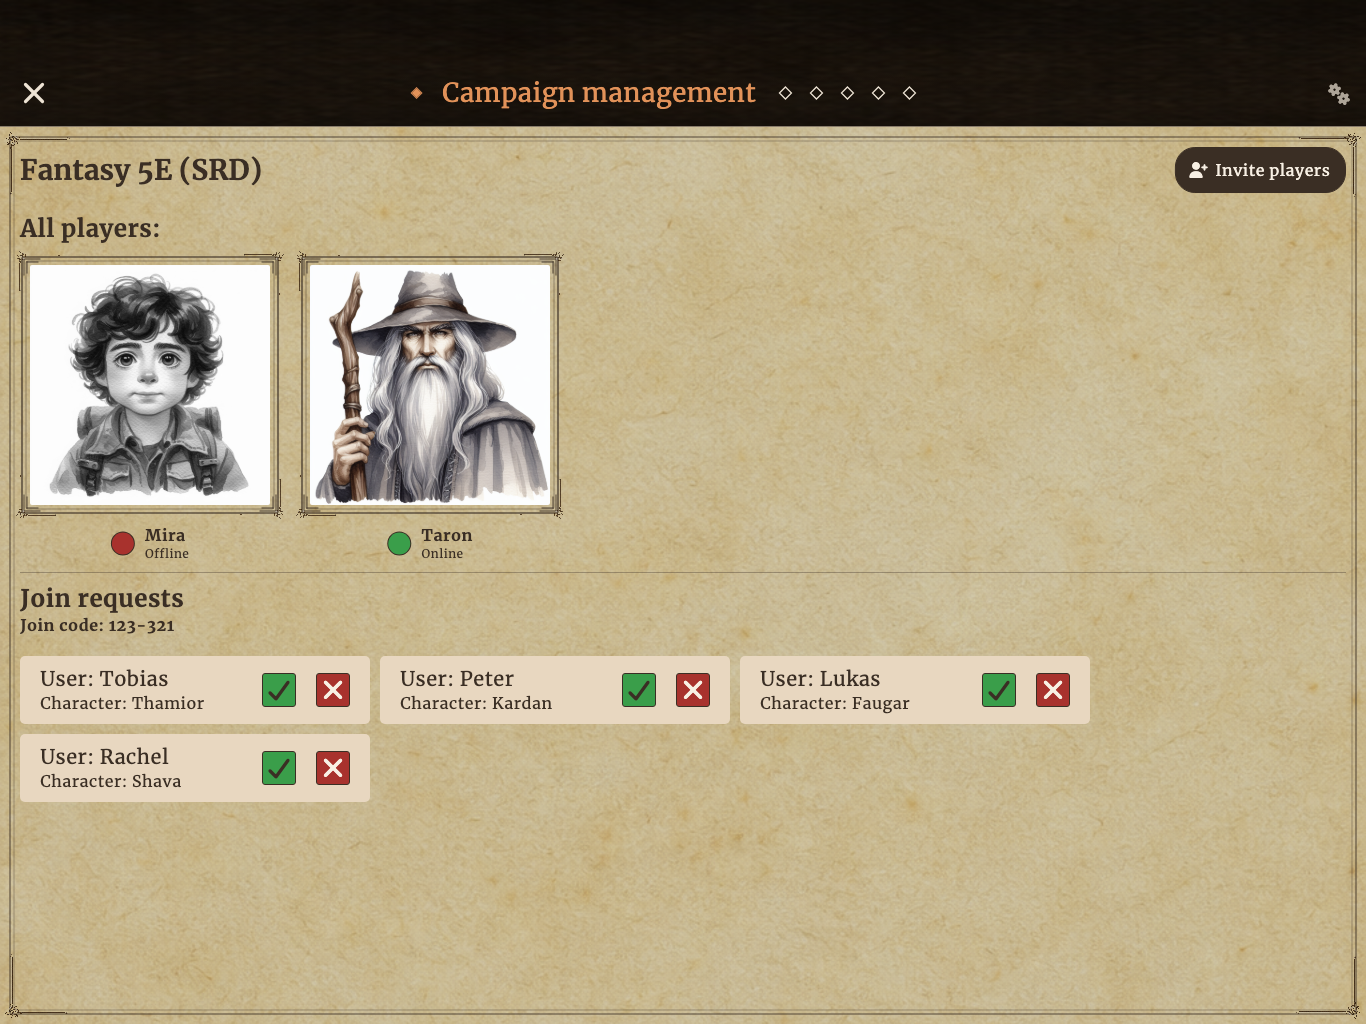 Campaign management
Fantasy 5E (SRD)
Invite players
All players:
Mira
Offline
Taron
Online
Join requests
Join code: 123-321
User: Tobias
Character: Thamior
User: Peter
Character: Kardan
User: Lukas
Character: Faugar
User: Rachel
Character: Shava